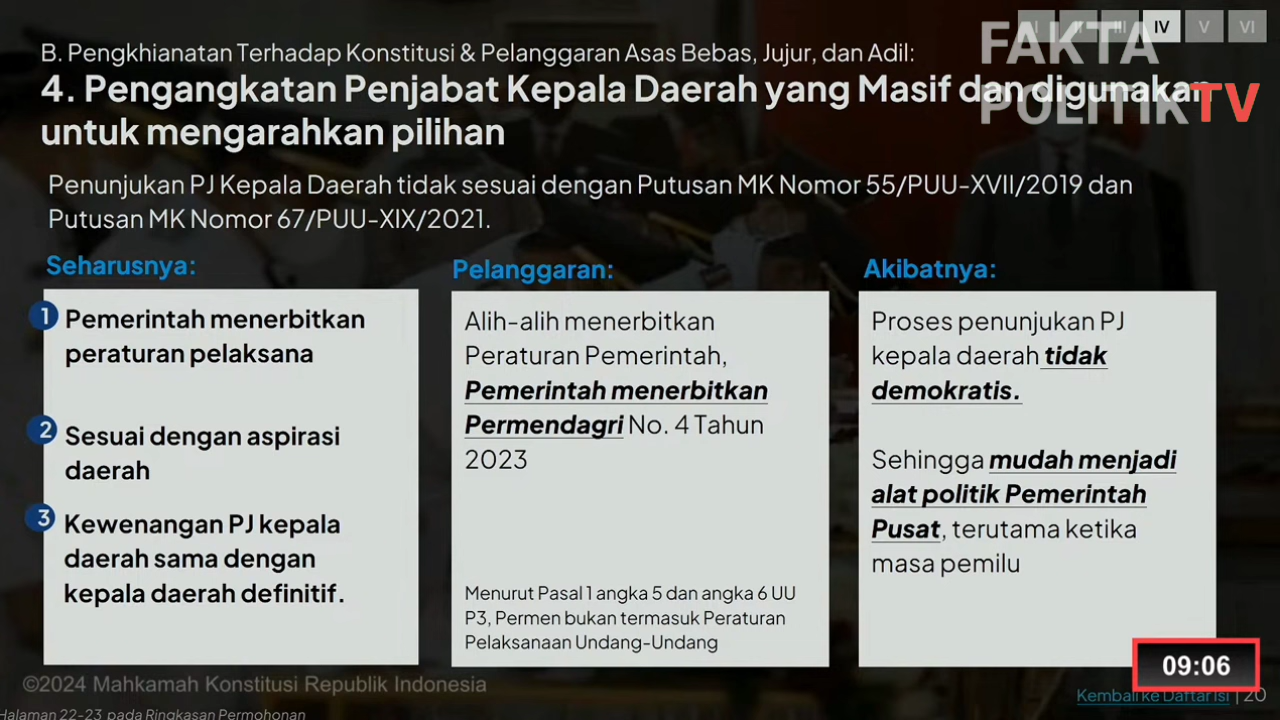 III IV V VI
FAKTA
POLITIKTV
B. Pengkhianatan Terhadap Konstitusi & Pelanggaran Asas Bebas, Jujur, dan Adil:
4. Pengangkatan Penjabat Kepala Daerah yang Masif dan digunakan
untuk mengarahkan pilihan
Penunjukan PJ Kepala Daerah tidak sesuai dengan Putusan MK Nomor 55/PUU-XVII/2019 dan
Putusan MK Nomor 67/PUU-XIX/2021.
Seharusnya:
1 Pemerintah menerbitkan
peraturan pelaksana
2 Sesuai dengan aspirasi
daerah
3 Kewenangan PJ kepala
daerah sama dengan
kepala daerah definitif.
Pelanggaran:
Alih-alih menerbitkan
Peraturan Pemerintah,
Pemerintah menerbitkan
Permendagri No. 4 Tahun
2023
Menurut Pasal 1 angka 5 dan angka 6 UU
P3, Permen bukan termasuk Peraturan
Pelaksanaan Undang-Undang
Akibatnya:
Proses penunjukan PJ
kepala daerah tidak
demokratis.
Sehingga mudah menjadi
alat politik Pemerintah
Pusat, terutama ketika
masa pemilu
09:06
©2024 Mahkamah Konstitusi Republik Indonesia
Kembali ke Daftar Isi | 20
Halaman 22-23 pada Ringkasan Permohonan